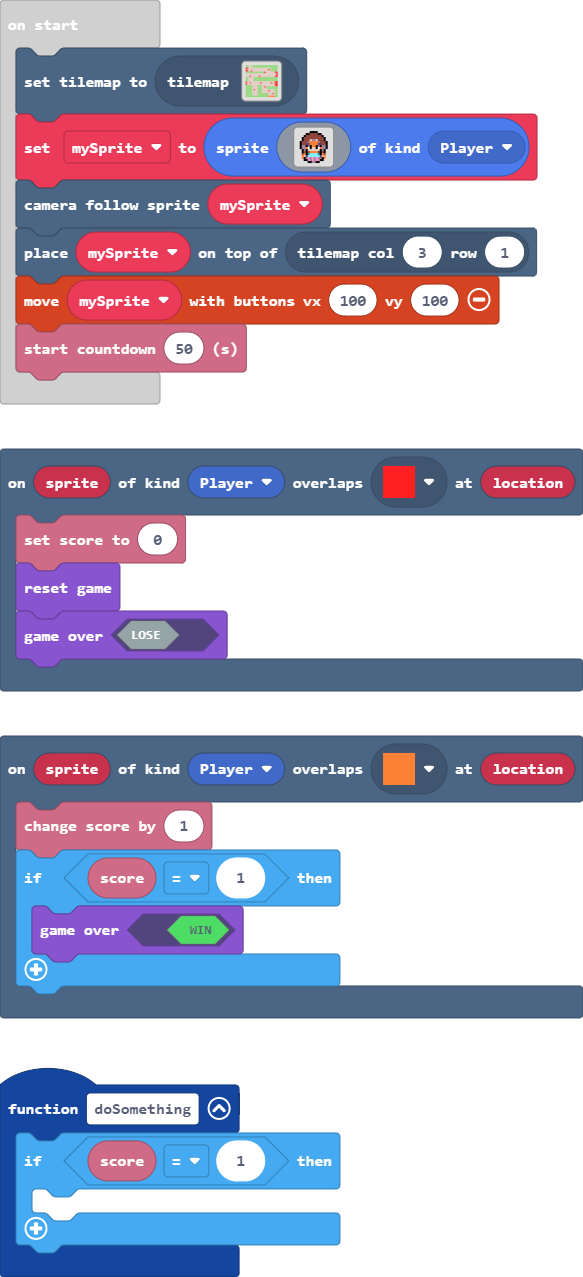 on start
set tilemap to tilemap
set mySprite to sprite of kind Player
camera follow sprite mySprite
place mySprite on top of tilemap col 3 row 1
move mySprite with buttons vx 100 vy 100
start countdown 50 (s)
on sprite of kind Player overlaps at location
set score to 0
reset game
game over LOSE
on sprite of kind Player overlaps at location
change score by 1
if score = 1 then
game over WIN
function doSomething
if score = 1 then